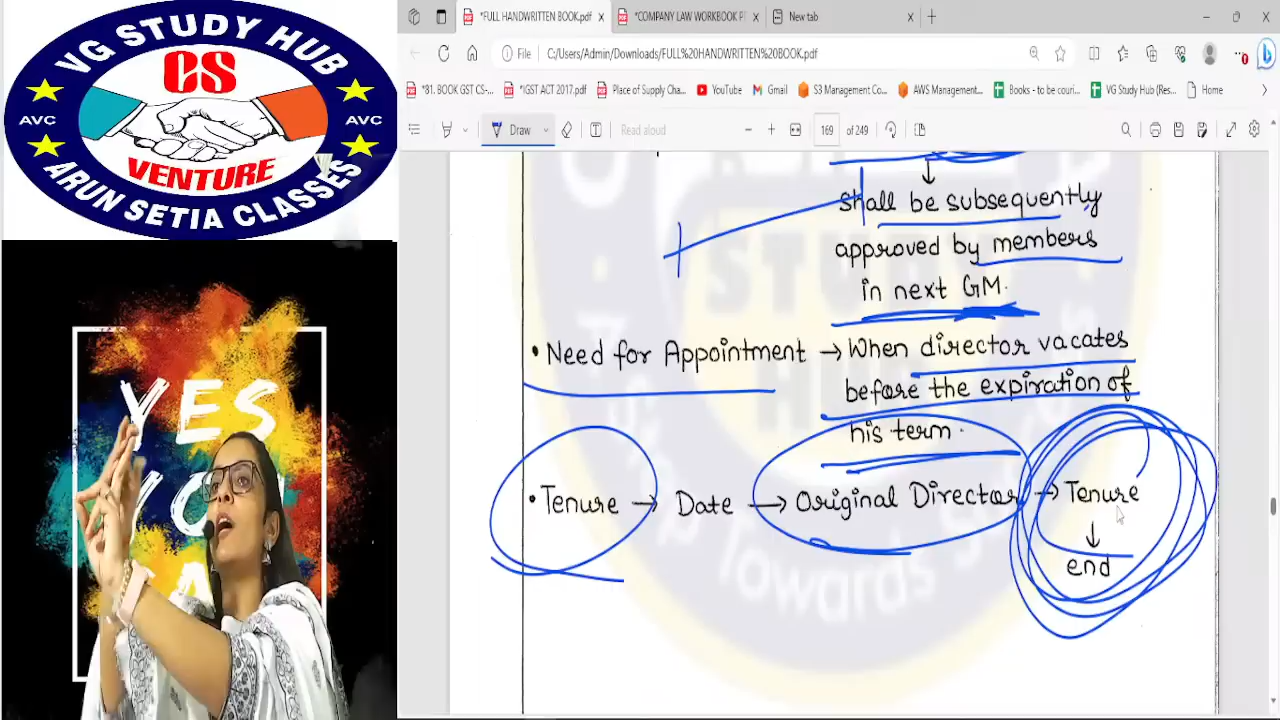 VG STUDY HUB
CS
AVC
AVC
VENTURE
ARUN SETIA CLASSES
YES
*FULL HANDWRITTEN BOOK.pdf
*COMPANY LAW WORKBOOK PT
New tab
File
C:/Users/Admin/Downloads/FULL%20HANDWRITTEN%20BOOK.pdf
*81. BOOK GST CS-...
*IGST ACT 2017.pdf
Place of Supply Cha...
YouTube
Gmail
S3 Management Co...
AWS Management...
Books - to be couri...
VG Study Hub (Res...
Home
Draw
Read aloud
169
of 249
shall be subsequently
approved by members
in next GM.
• Need for Appointment → When director vacates
before the expiration of
his term.
• Tenure → Date → Original Director → Tenure
↓
end